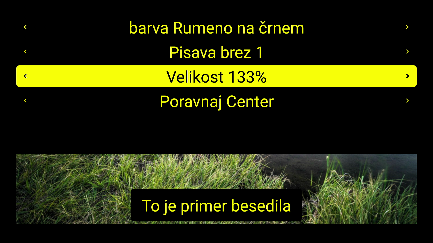 barva Rumeno na črnem
Pisava brez 1
Velikost 133%
Poravnaj Center
To je primer besedila